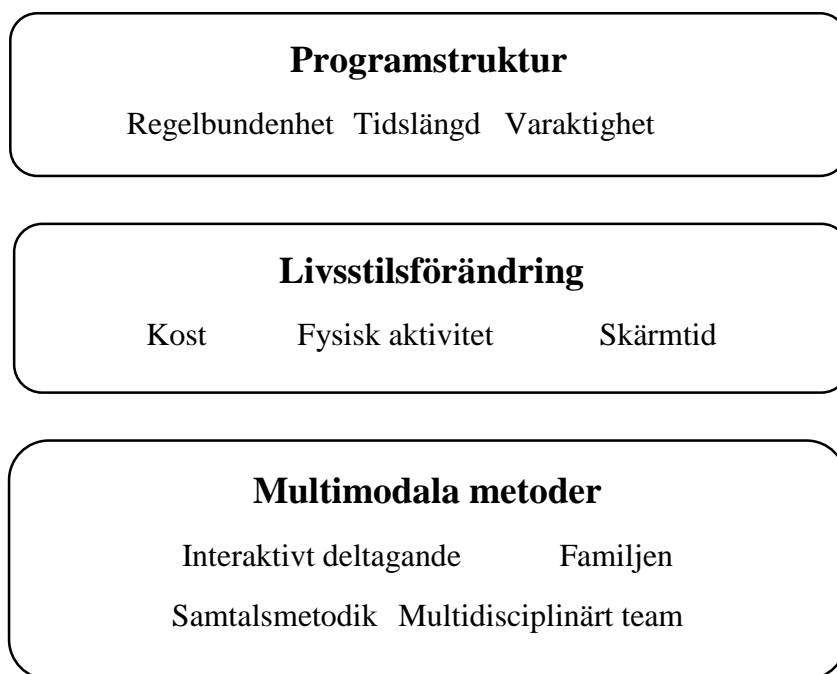 Programstruktur
Regelbundenhet Tidslängd Varaktighet
Livsstilsförändring
Kost Fysisk aktivitet Skärmtid
Multimodala metoder
Interaktivt deltagande Familjen
Samtalsmetodik Multidisciplinärt team